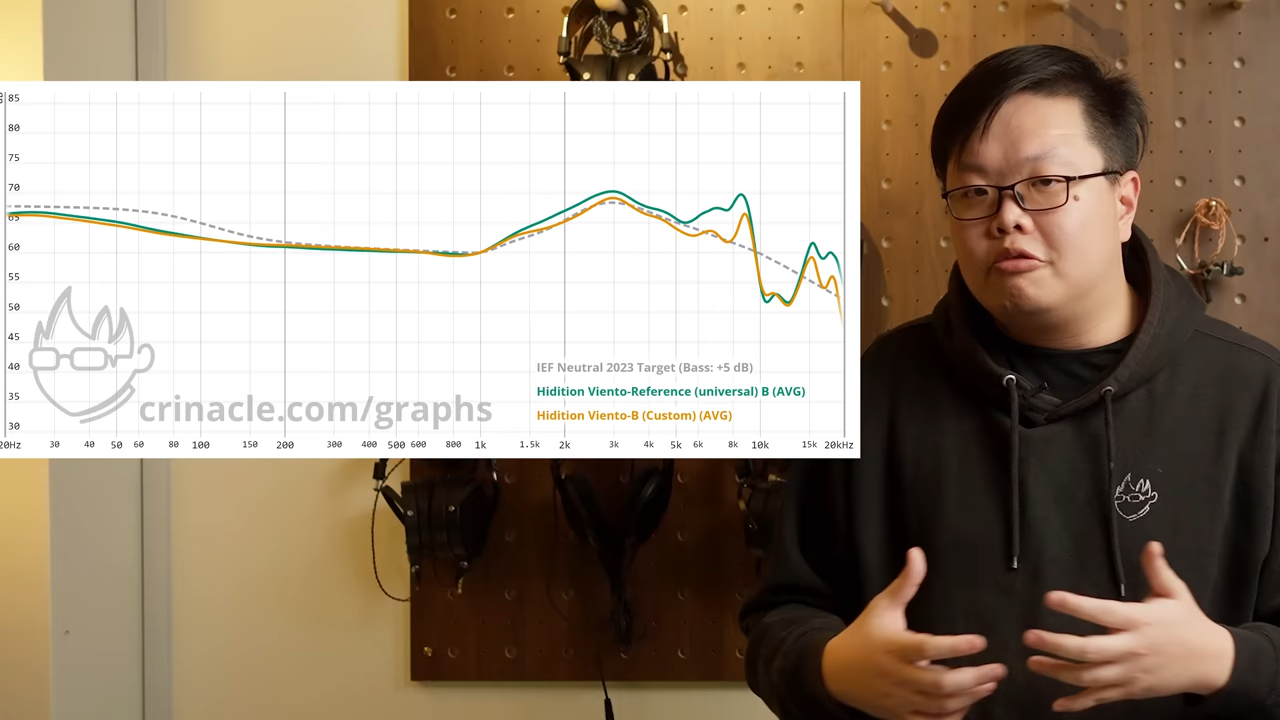 85
80
75
70
65
60
55
50
45
40
35
30
IEF Neutral 2023 Target (Bass: +5 dB)
Hidition Viento-Reference (universal) B (AVG)
Hidition Viento-B (Custom) (AVG)
crinacle.com/graphs
20Hz 30 40 50 60 80 100 150 200 300 400 500 600 800 1k 1.5k 2k 3k 4k 5k 6k 8k 10k 15k 20kHz